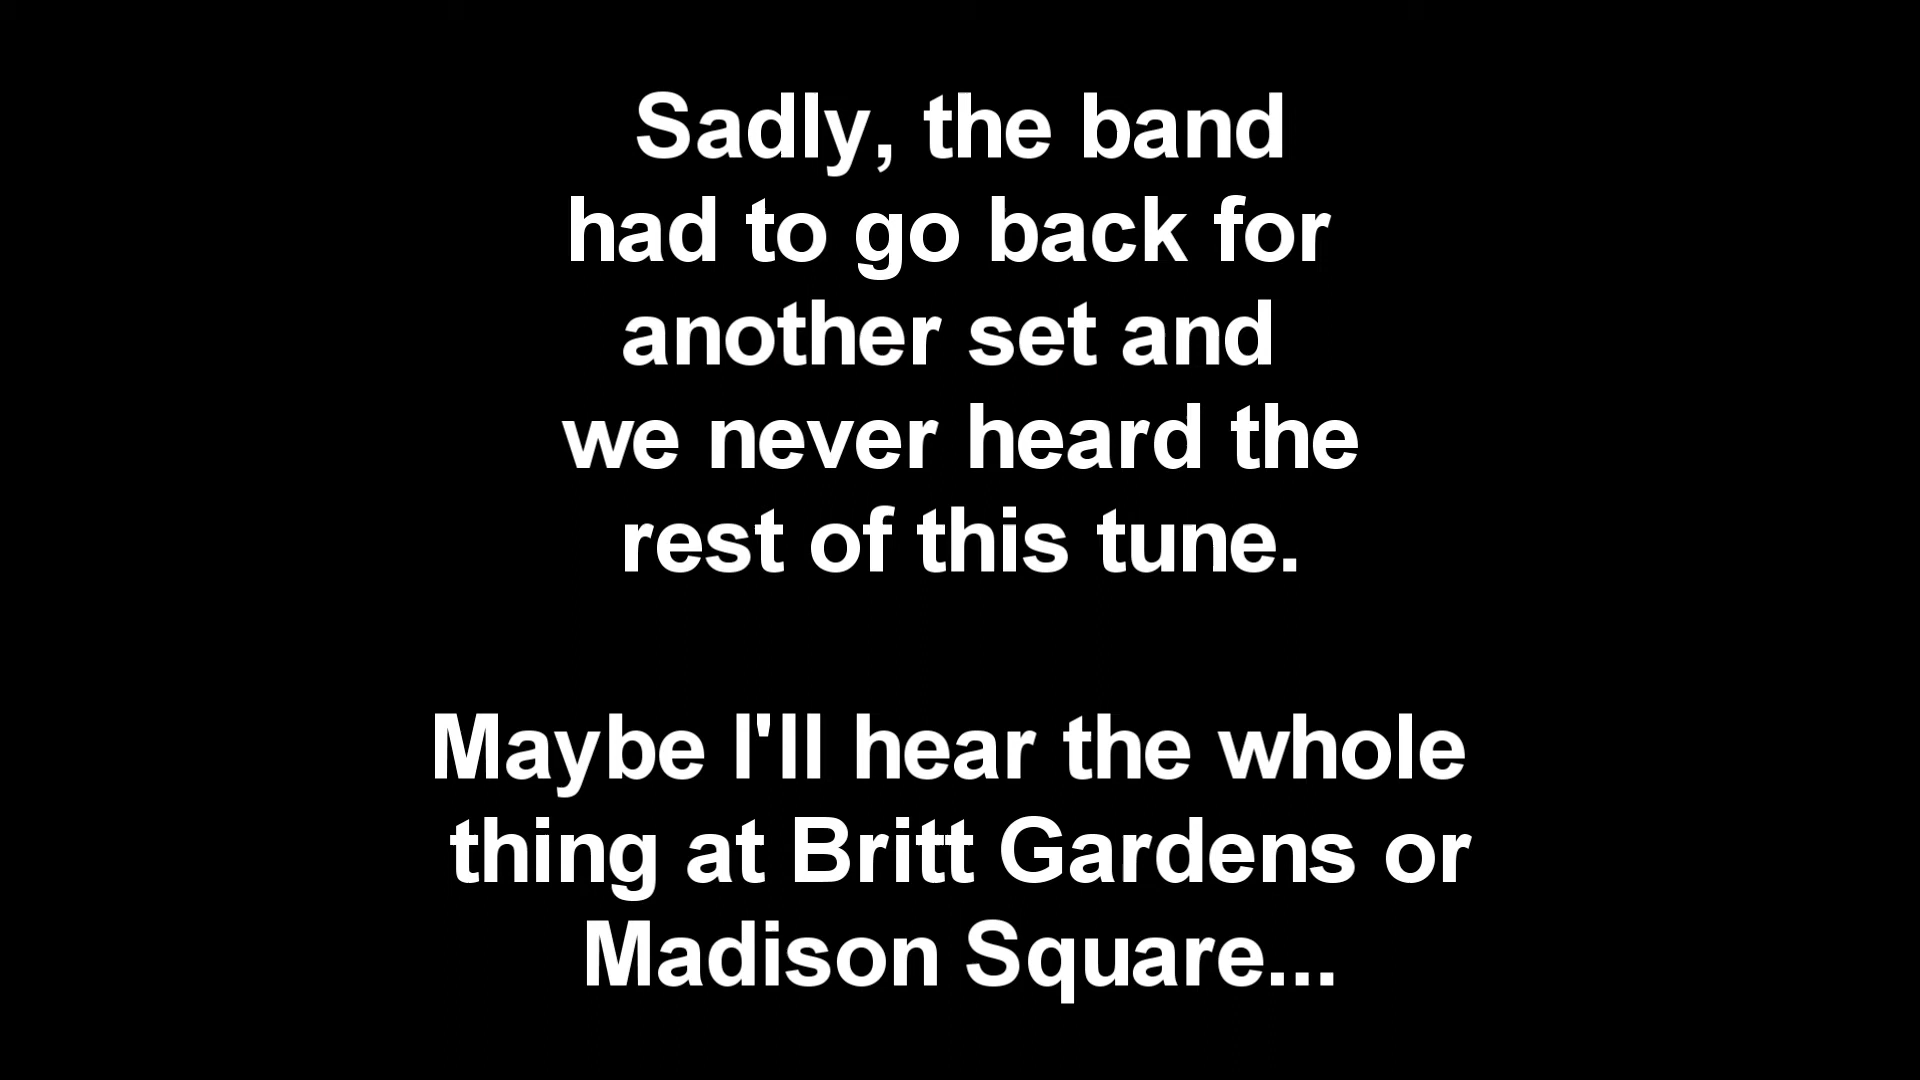 Sadly, the band
had to go back for
another set and
we never heard the
rest of this tune.
Maybe I'll hear the whole
thing at Britt Gardens or
Madison Square...